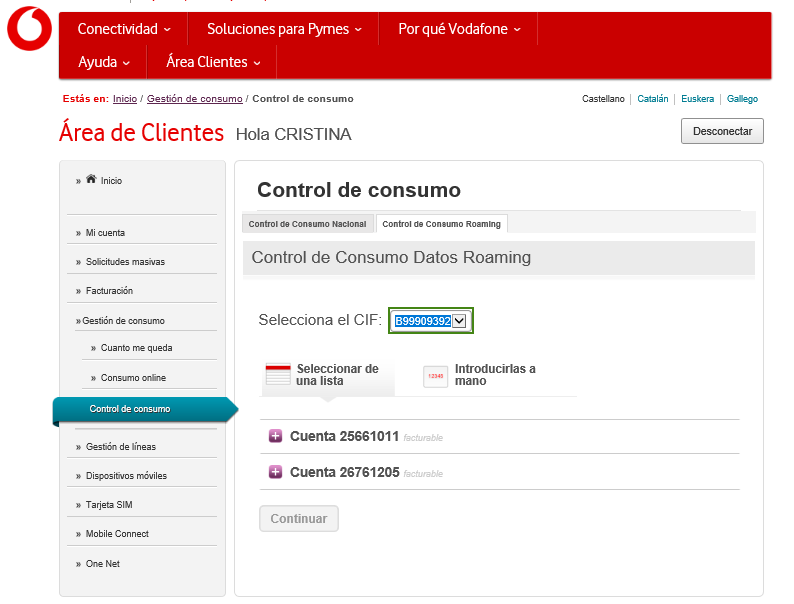 Conectividad
Soluciones para Pymes
Por qué Vodafone
Ayuda
Área Clientes
Estás en: Inicio / Gestión de consumo / Control de consumo
Castellano | Catalán | Euskera | Gallego
Área de Clientes Hola CRISTINA
Desconectar
» Inicio
» Mi cuenta
» Solicitudes masivas
» Facturación
» Gestión de consumo
» Cuanto me queda
» Consumo online
Control de consumo
» Gestión de líneas
» Dispositivos móviles
» Tarjeta SIM
» Mobile Connect
» One Net
Control de consumo
Control de Consumo Nacional
Control de Consumo Roaming
Control de Consumo Datos Roaming
Selecciona el CIF: B99909392
Seleccionar de
una lista
12345
Introducirlas a
mano
Cuenta 25661011 facturable
Cuenta 26761205 facturable
Continuar